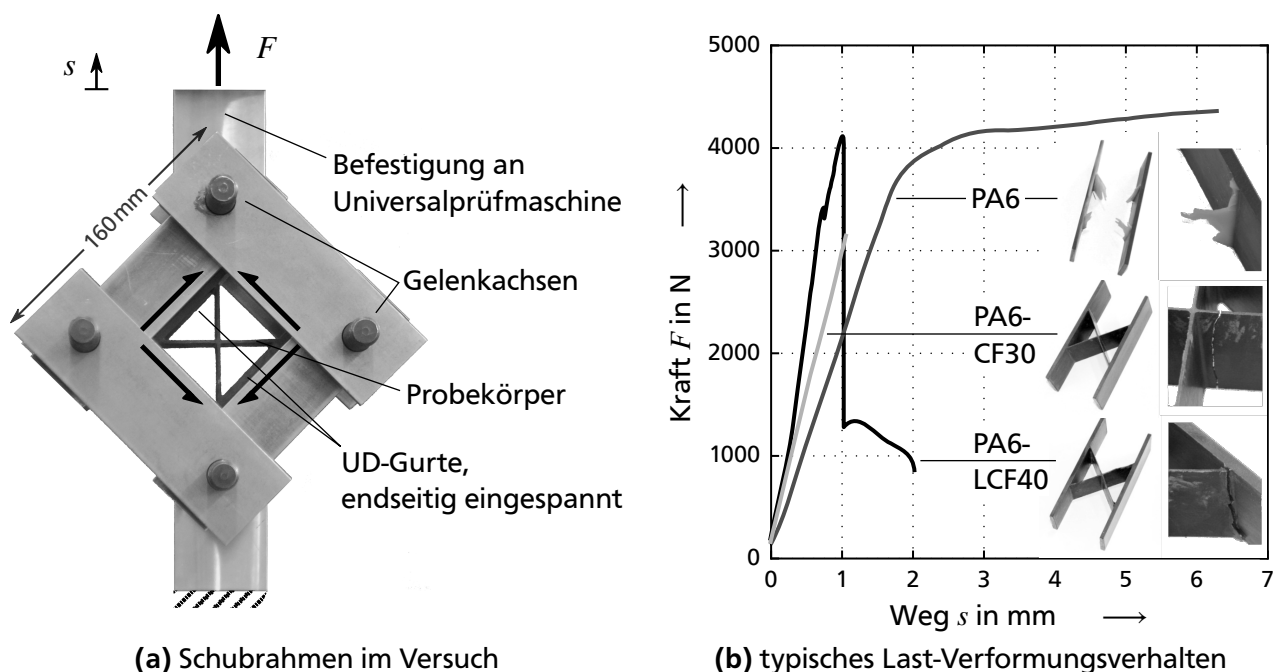 F
s
Befestigung an
Universalprüfmaschine
160 mm
Gelenkachsen
Probekörper
UD-Gurte,
endseitig eingespannt
(a) Schubrahmen im Versuch
5000
4000
3000
2000
1000
0
Kraft F in N
PA6
PA6-
CF30
PA6-
LCF40
0 1 2 3 4 5 6 7
Weg s in mm
(b) typisches Last-Verformungsverhalten